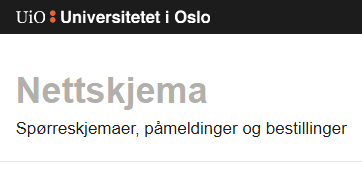 UiO : Universitetet i Oslo
Nettskjema
Spørreskjemaer, påmeldinger og bestillinger